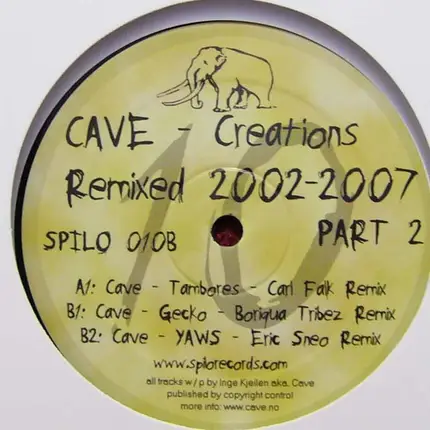 CAVE - Creations
Remixed 2002-2007
10
SPILO 010B
PART 2
A1: Cave - Tambores - Carl Falk Remix
B1: Cave - Gecko - Boriqua Tribez Remix
B2: Cave - YAWS - Eric Sneo Remix
www.spilorecords.com
all tracks w/p by Inge Kjeilen aka. Cave
published by copyright control
more info: www.cave.no